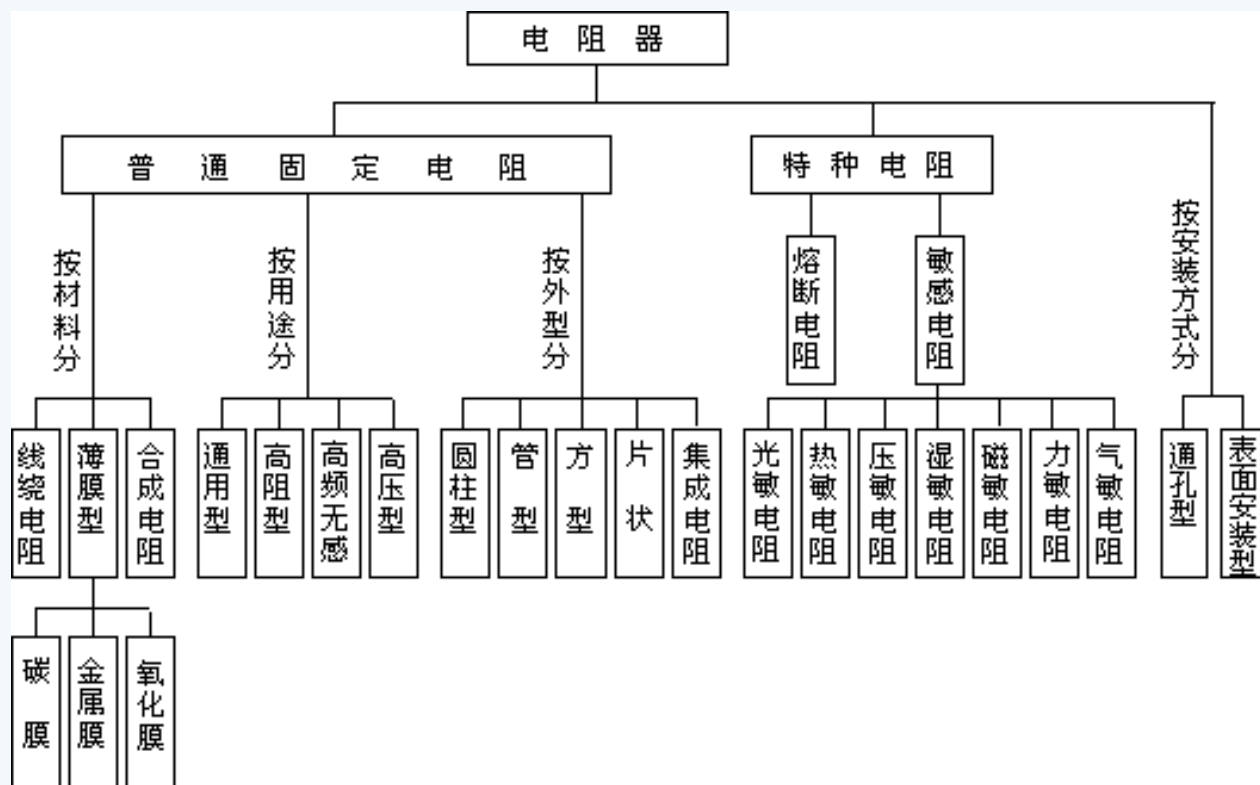 电阻器
普通固定电阻
特种电阻
按材料分
按用途分
按外型分
熔断电阻
敏感电阻
按安装方式分
线绕电阻
薄膜型
合成电阻
通用型
高阻型
高频无感
高压型
圆柱型
管型
方型
片状
集成电阻
光敏电阻
热敏电阻
压敏电阻
湿敏电阻
磁敏电阻
力敏电阻
气敏电阻
通孔型
表面安装型
碳膜
金属膜
氧化膜